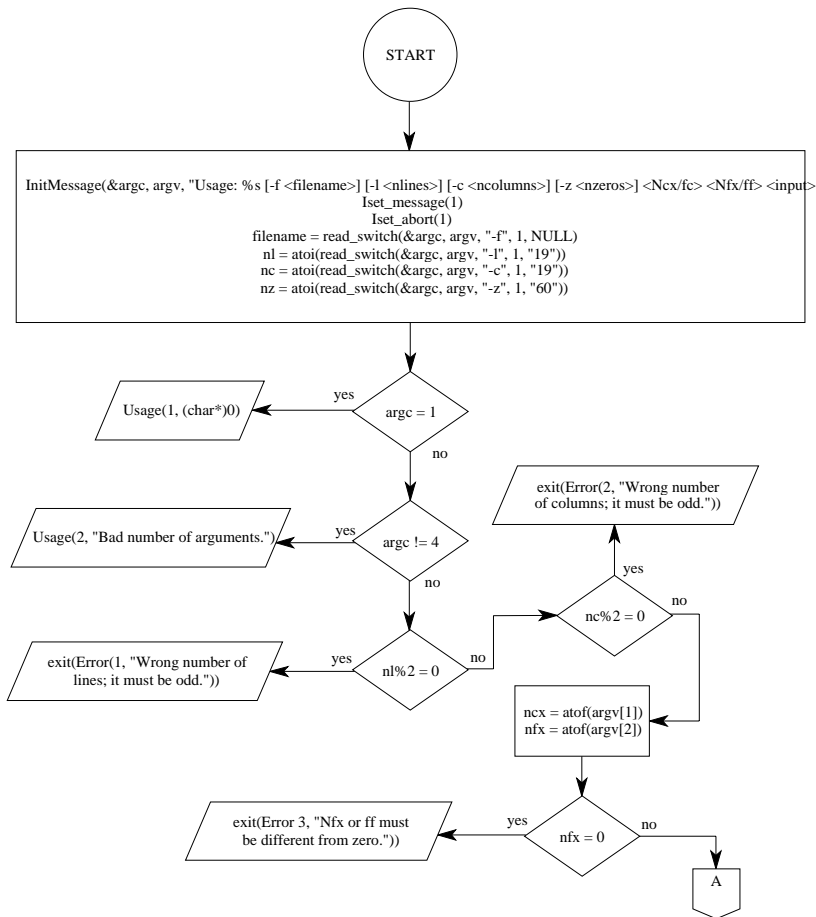 START
InitMessage(&argc, argv, "Usage: %s [-f <filename>] [-l <nlines>] [-c <ncolumns>] [-z <nzeros>] <Ncx/fc> <Nfx/ff> <input>
Iset_message(1)
Iset_abort(1)
filename = read_switch(&argc, argv, "-f", 1, NULL)
nl = atoi(read_switch(&argc, argv, "-l", 1, "19"))
nc = atoi(read_switch(&argc, argv, "-c", 1, "19"))
nz = atoi(read_switch(&argc, argv, "-z", 1, "60"))
yes
Usage(1, (char*)0)
argc = 1
no
exit(Error(2, "Wrong number
of columns; it must be odd."))
yes
Usage(2, "Bad number of arguments.")
argc != 4
no
yes
nc%2 = 0
no
exit(Error(1, "Wrong number of
lines; it must be odd."))
yes
nl%2 = 0
no
ncx = atof(argv[1])
nfx = atof(argv[2])
exit(Error 3, "Nfx or ff must
be different from zero."))
yes
nfx = 0
no
A